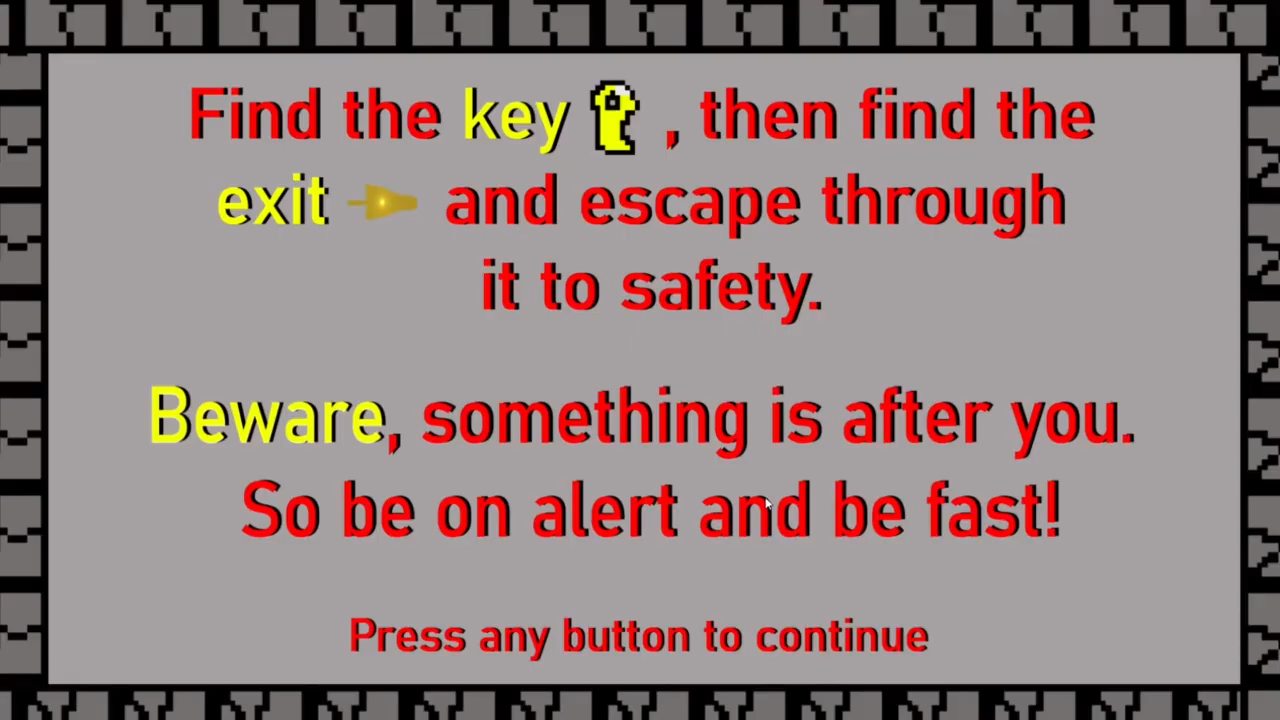 Find the key , then find the
exit and escape through
it to safety.
Beware, something is after you.
So be on alert and be fast!
Press any button to continue